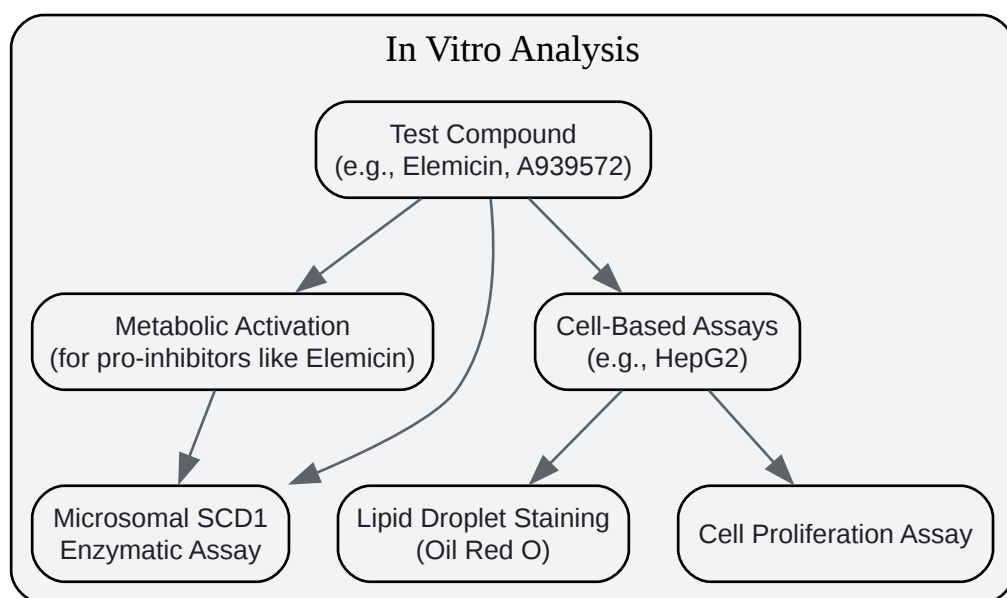 In Vitro Analysis
Test Compound
(e.g., Elemicin, A939572)
Metabolic Activation
(for pro-inhibitors like Elemicin)
Cell-Based Assays
(e.g., HepG2)
Microsomal SCD1
Enzymatic Assay
Lipid Droplet Staining
(Oil Red O)
Cell Proliferation Assay